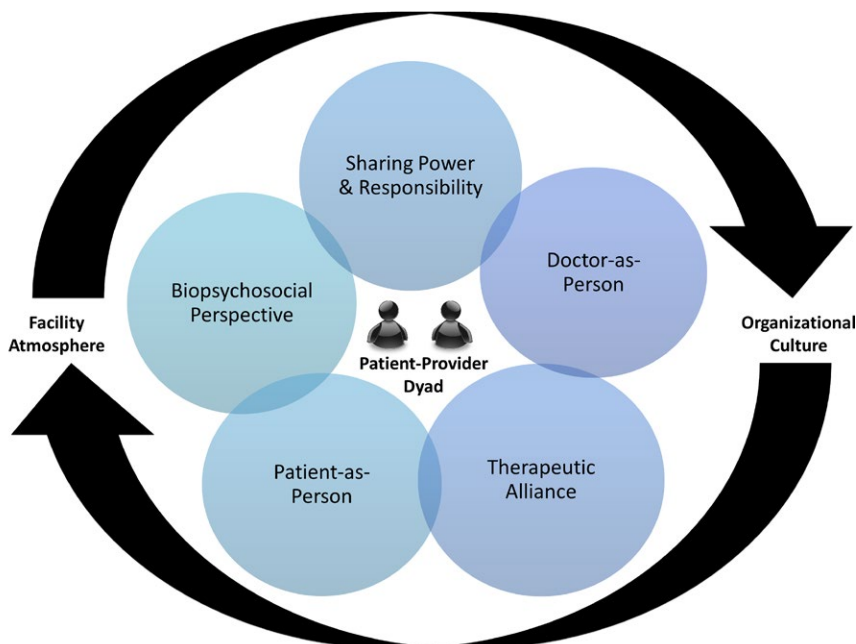 Sharing Power
& Responsibility
Doctor-as-
Person
Biopsychosocial
Perspective
Facility
Atmosphere
Organizational
Culture
Patient-Provider
Dyad
Patient-as-
Person
Therapeutic
Alliance